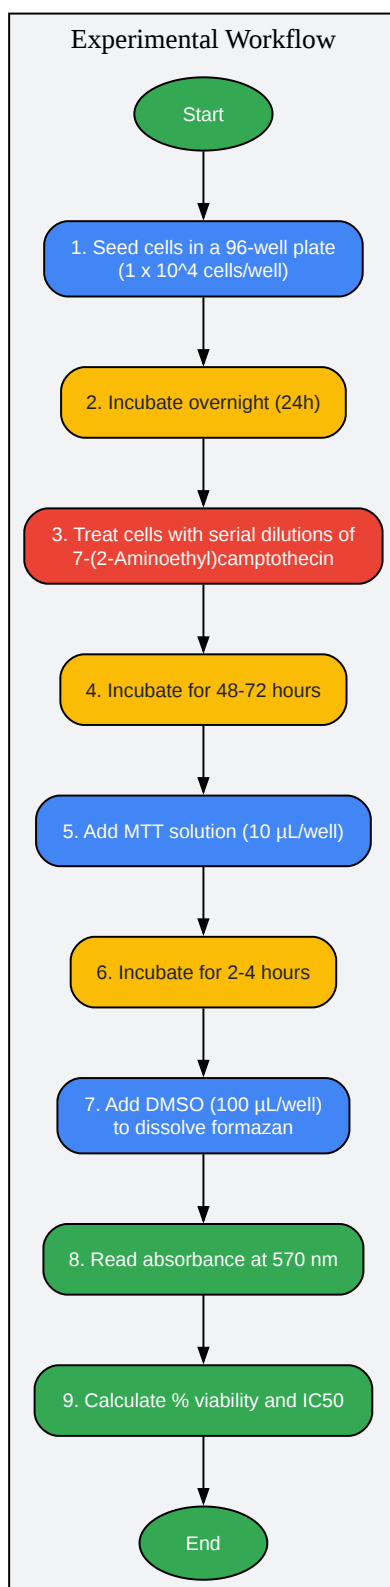 Experimental Workflow
Start
1. Seed cells in a 96-well plate
(1 x 10^4 cells/well)
2. Incubate overnight (24h)
3. Treat cells with serial dilutions of
7-(2-Aminoethyl)camptothecin
4. Incubate for 48-72 hours
5. Add MTT solution (10 µL/well)
6. Incubate for 2-4 hours
7. Add DMSO (100 µL/well)
to dissolve formazan
8. Read absorbance at 570 nm
9. Calculate % viability and IC50
End